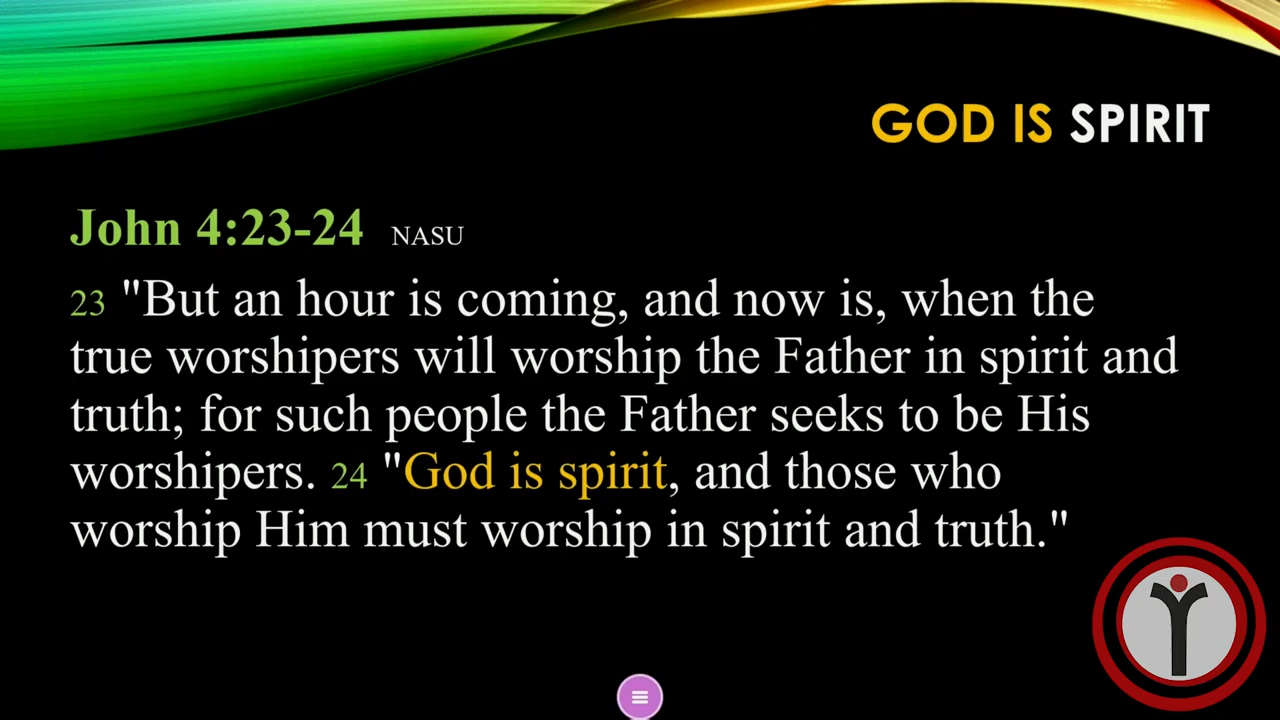 GOD IS SPIRIT
John 4:23-24 NASU
23 "But an hour is coming, and now is, when the
true worshipers will worship the Father in spirit and
truth; for such people the Father seeks to be His
worshipers. 24 "God is spirit, and those who
worship Him must worship in spirit and truth."